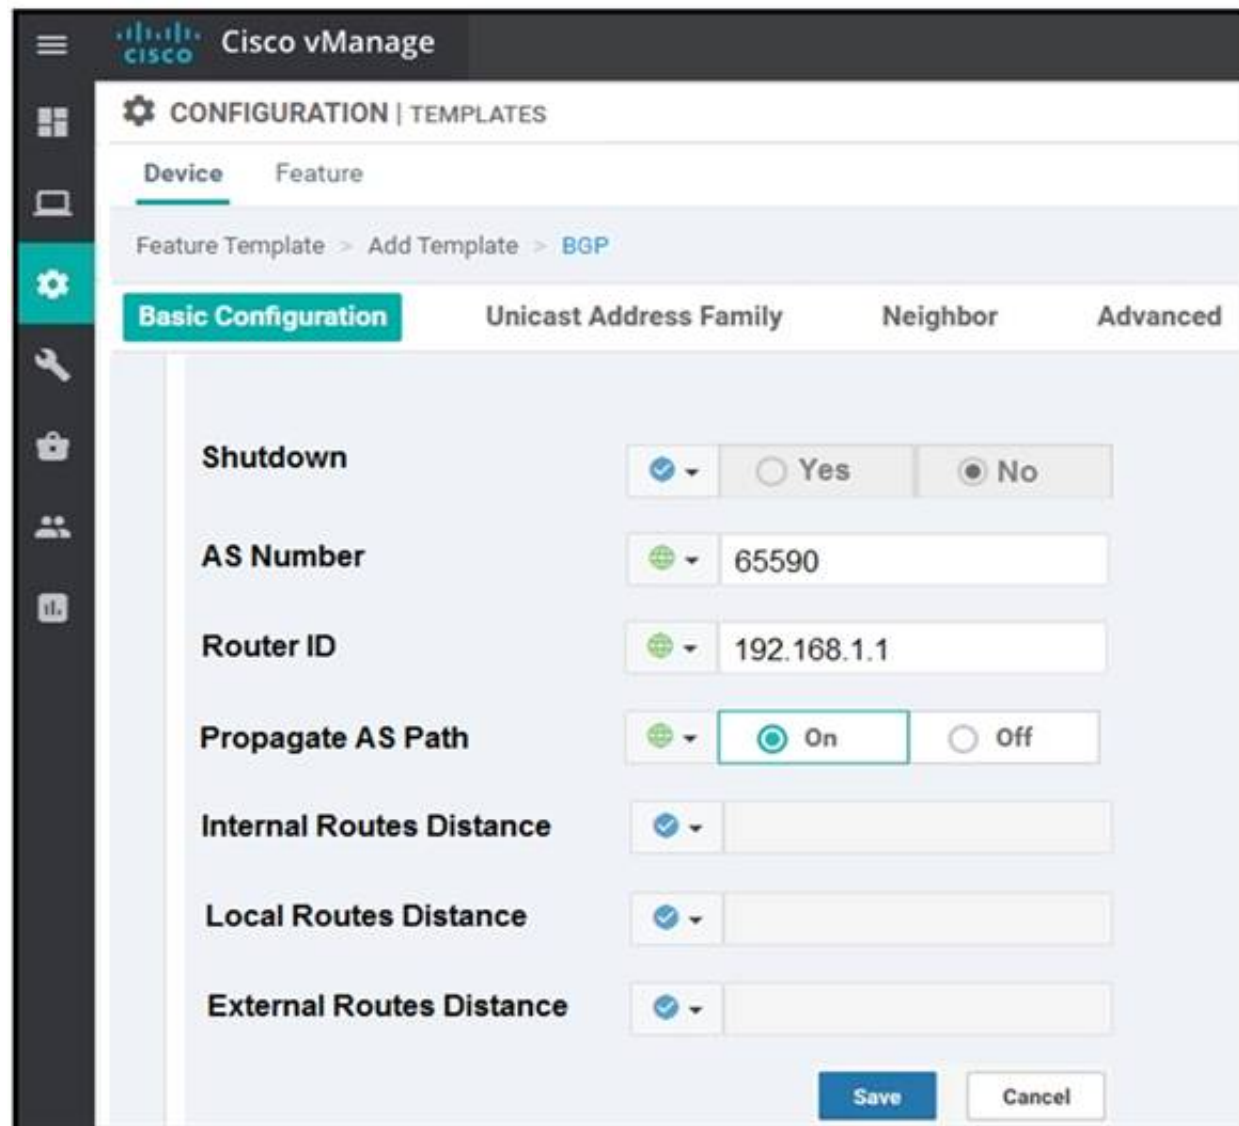 CISCO Cisco vManage
CONFIGURATION | TEMPLATES
Device Feature
Feature Template > Add Template > BGP
Basic Configuration Unicast Address Family Neighbor Advanced
Shutdown Yes No
AS Number 65590
Router ID 192.168.1.1
Propagate AS Path On Off
Internal Routes Distance
Local Routes Distance
External Routes Distance
Save Cancel